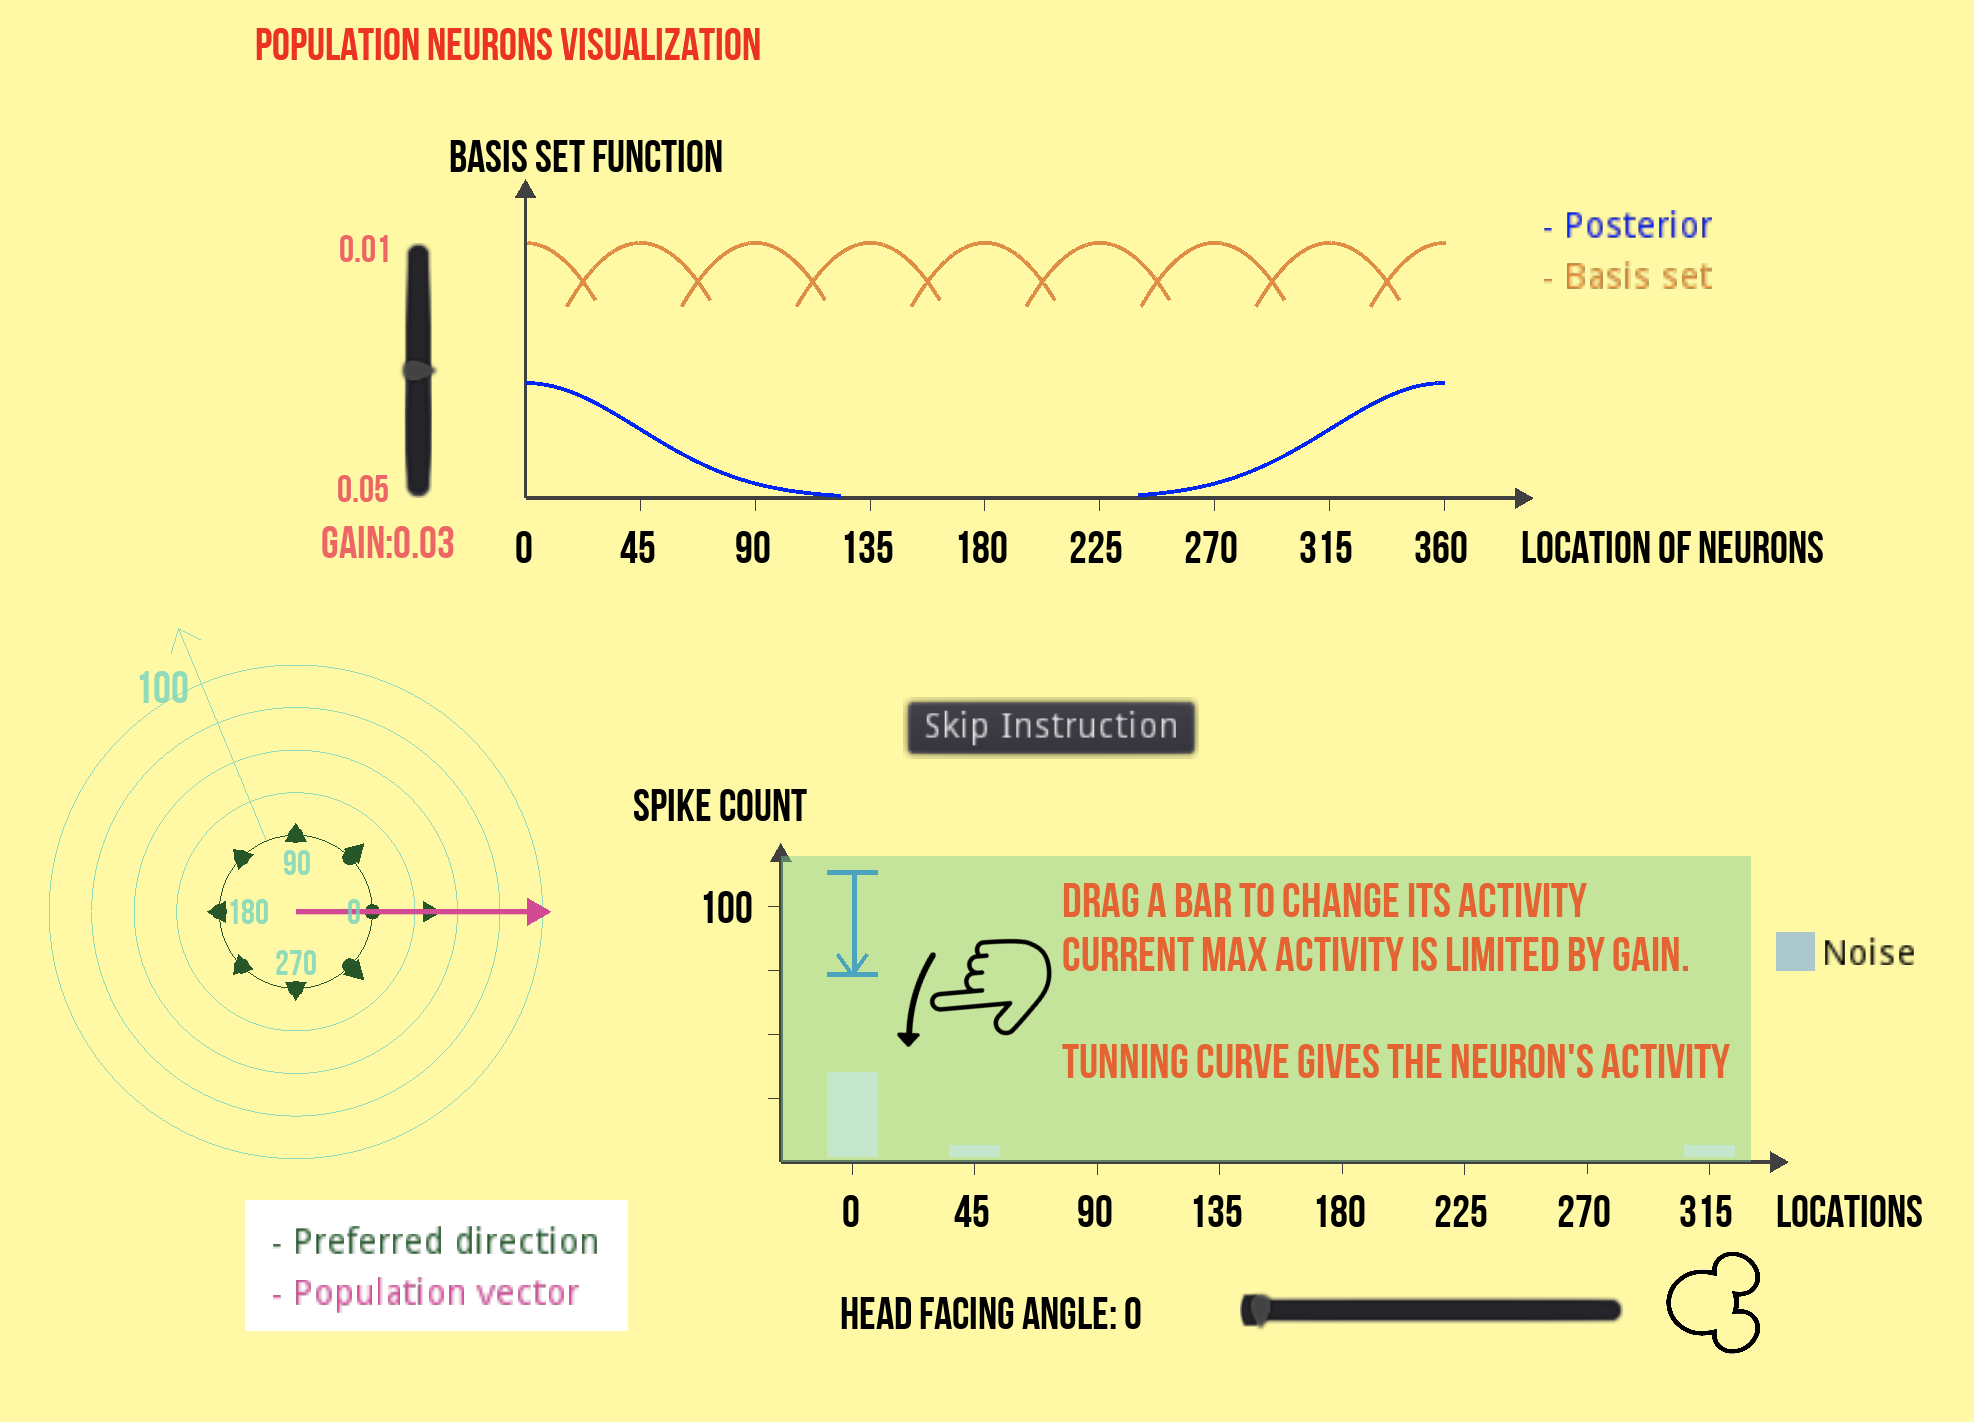 POPULATION NEURONS VISUALIZATION
BASIS SET FUNCTION
0.01
0.05
GAIN:0.03
0 45 90 135 180 225 270 315 360 LOCATION OF NEURONS
- Posterior
- Basis set
100
90
180 0
270
- Preferred direction
- Population vector
Skip Instruction
SPIKE COUNT
100
DRAG A BAR TO CHANGE ITS ACTIVITY
CURRENT MAX ACTIVITY IS LIMITED BY GAIN.
TUNNING CURVE GIVES THE NEURON'S ACTIVITY
Noise
0 45 90 135 180 225 270 315 LOCATIONS
HEAD FACING ANGLE: 0